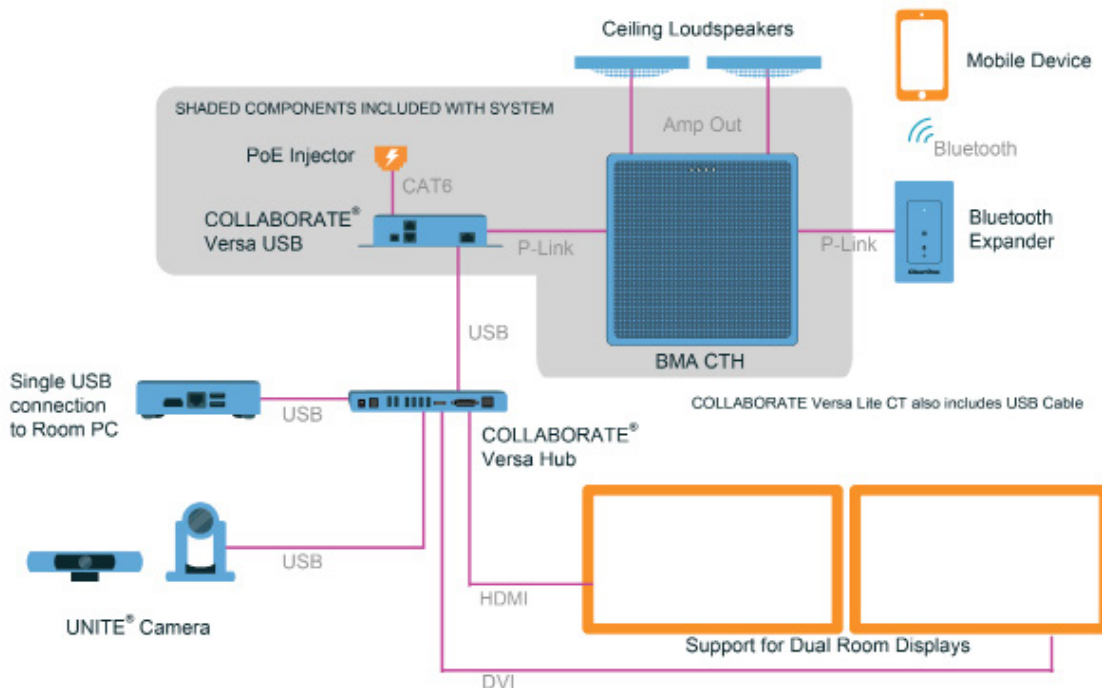 Ceiling Loudspeakers
Mobile Device
SHADED COMPONENTS INCLUDED WITH SYSTEM
Amp Out
PoE Injector
Bluetooth
CAT6
COLLABORATE®
Versa USB
P-Link
P-Link
Bluetooth
Expander
ClearOne
USB
BMA CTH
Single USB
connection
to Room PC
USB
COLLABORATE Versa Lite CT also includes USB Cable
COLLABORATE®
Versa Hub
USB
HDMI
UNITE® Camera
Support for Dual Room Displays
DVI